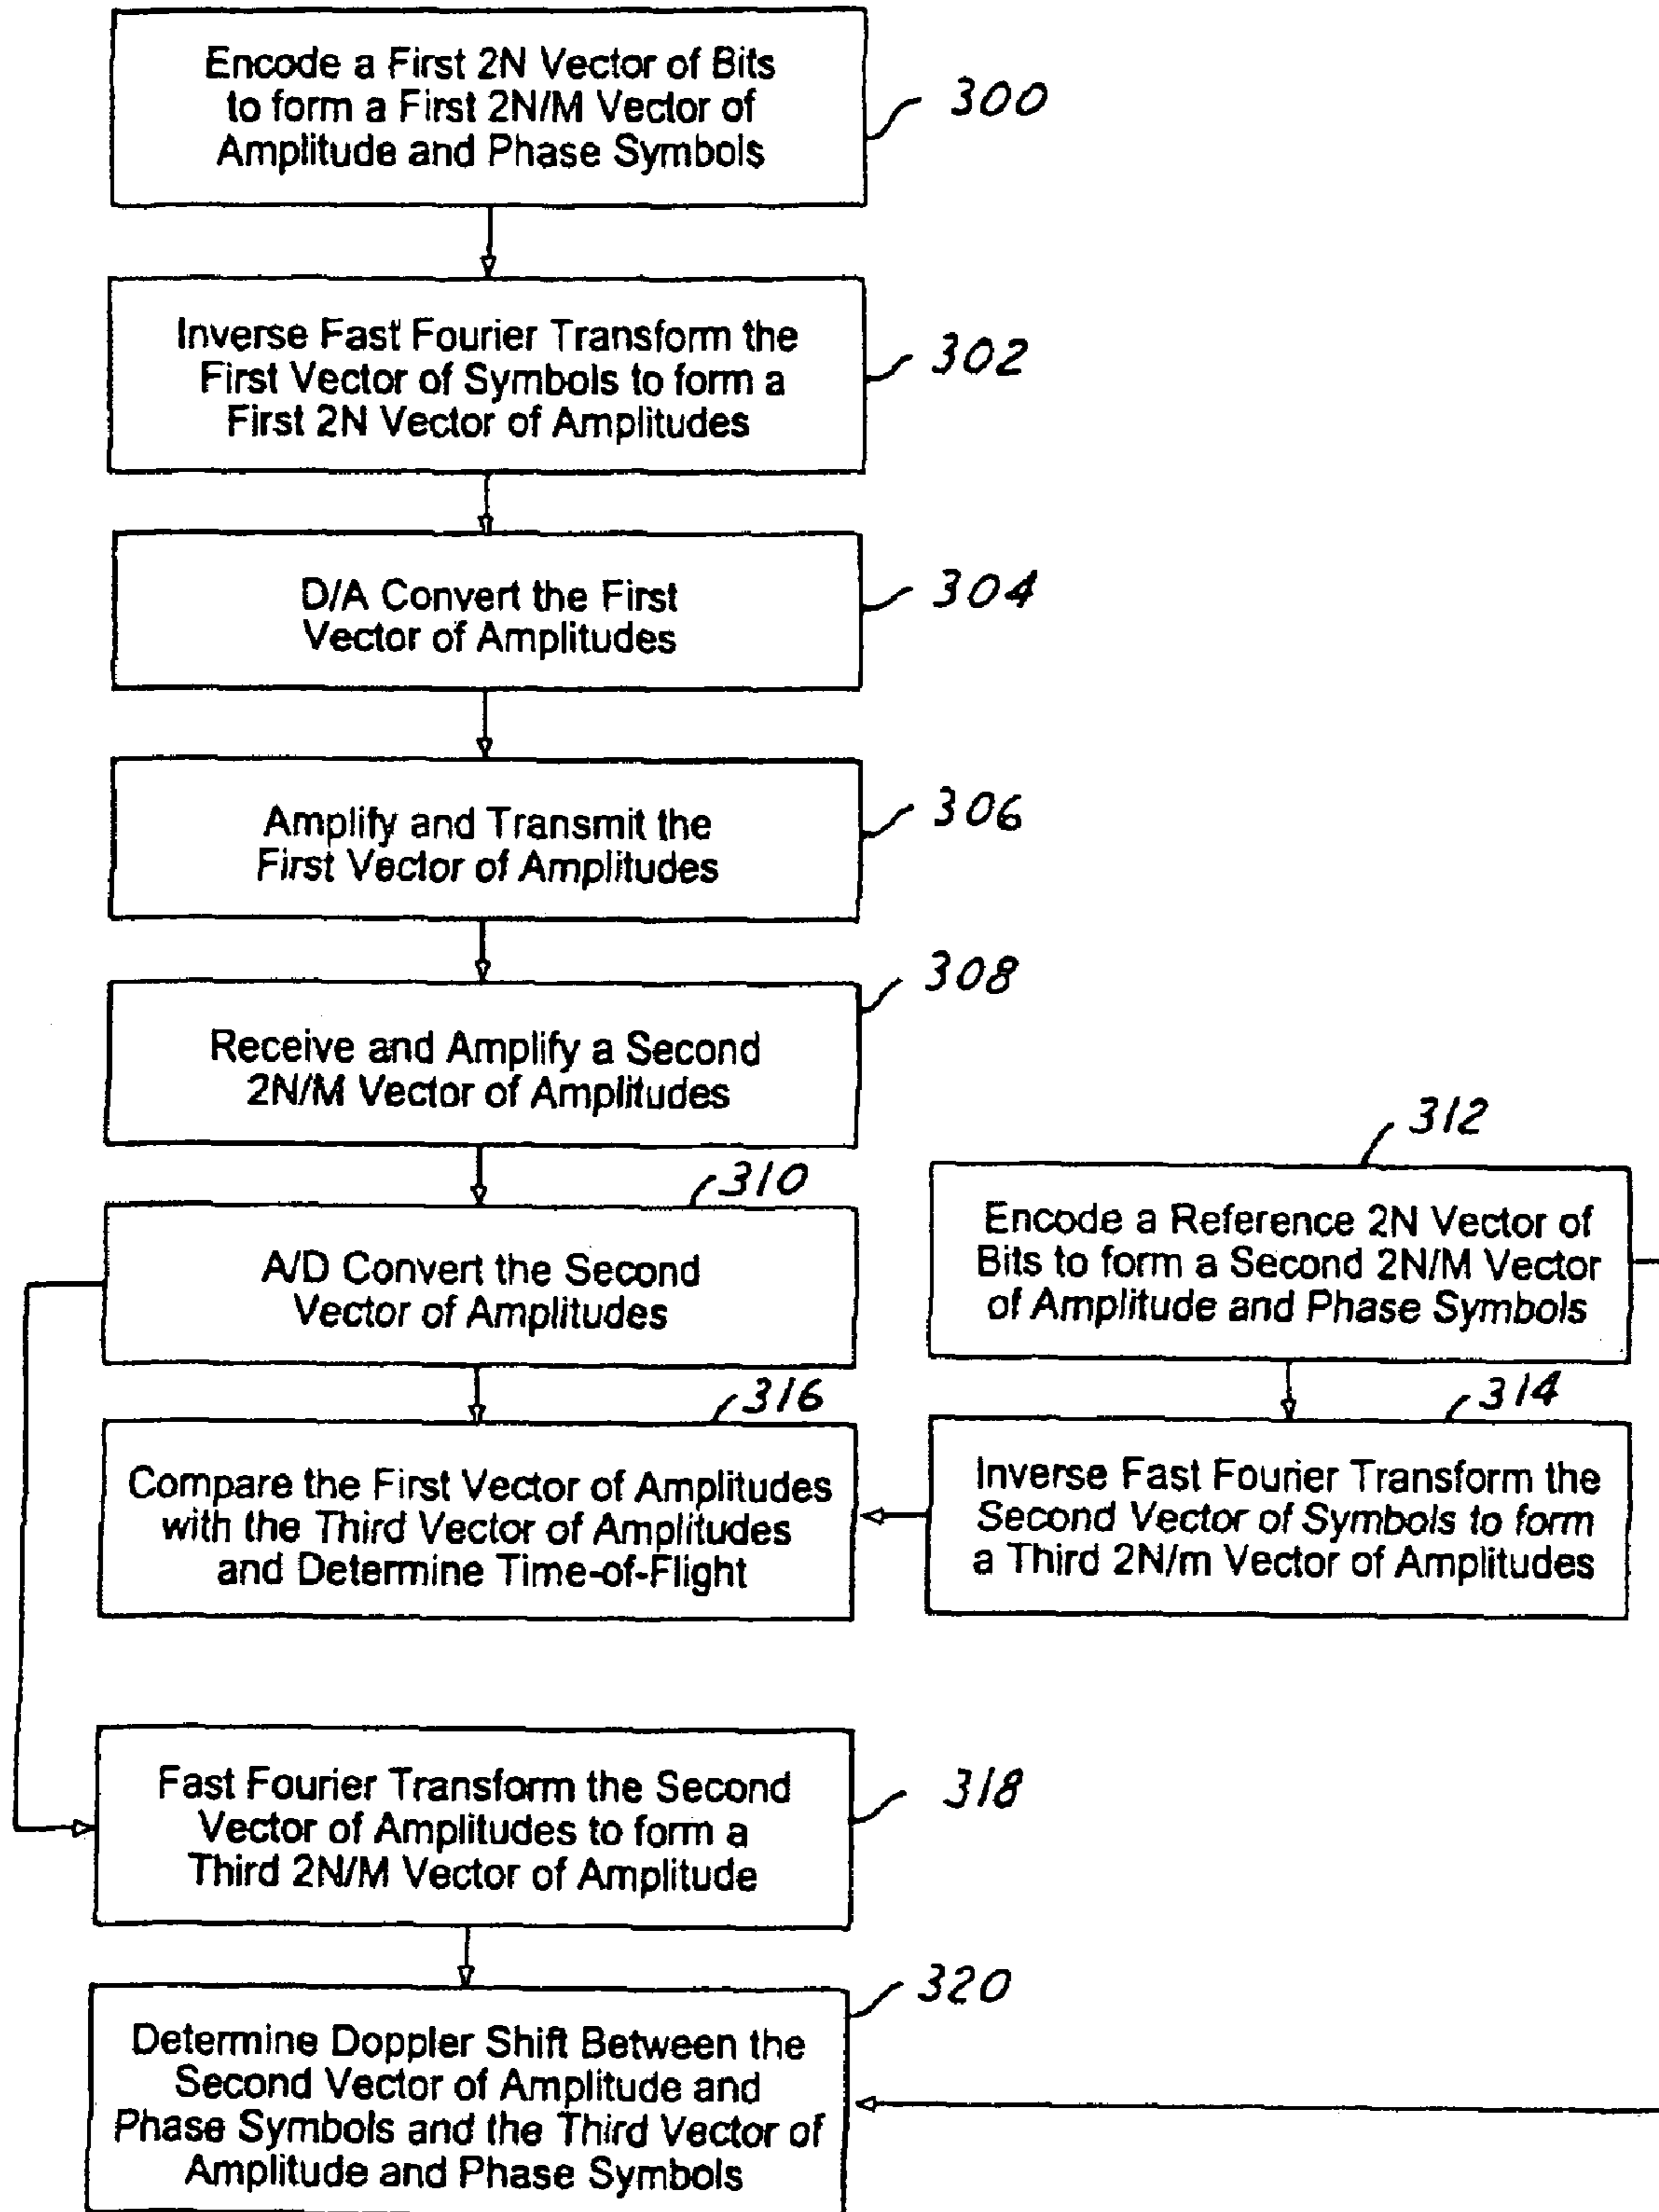 Encode a First 2N Vector of Bits
to form a First 2N/M Vector of
Amplitude and Phase Symbols
300
Inverse Fast Fourier Transform the
First Vector of Symbols to form a
First 2N Vector of Amplitudes
302
D/A Convert the First
Vector of Amplitudes
304
Amplify and Transmit the
First Vector of Amplitudes
306
308
Receive and Amplify a Second
2N/M Vector of Amplitudes
310
A/D Convert the Second
Vector of Amplitudes
312
Encode a Reference 2N Vector of
Bits to form a Second 2N/M Vector
of Amplitude and Phase Symbols
316
Compare the First Vector of Amplitudes
with the Third Vector of Amplitudes
and Determine Time-of-Flight
314
Inverse Fast Fourier Transform the
Second Vector of Symbols to form
a Third 2N/m Vector of Amplitudes
Fast Fourier Transform the Second
Vector of Amplitudes to form a
Third 2N/M Vector of Amplitude
318
320
Determine Doppler Shift Between the
Second Vector of Amplitude and
Phase Symbols and the Third Vector of
Amplitude and Phase Symbols